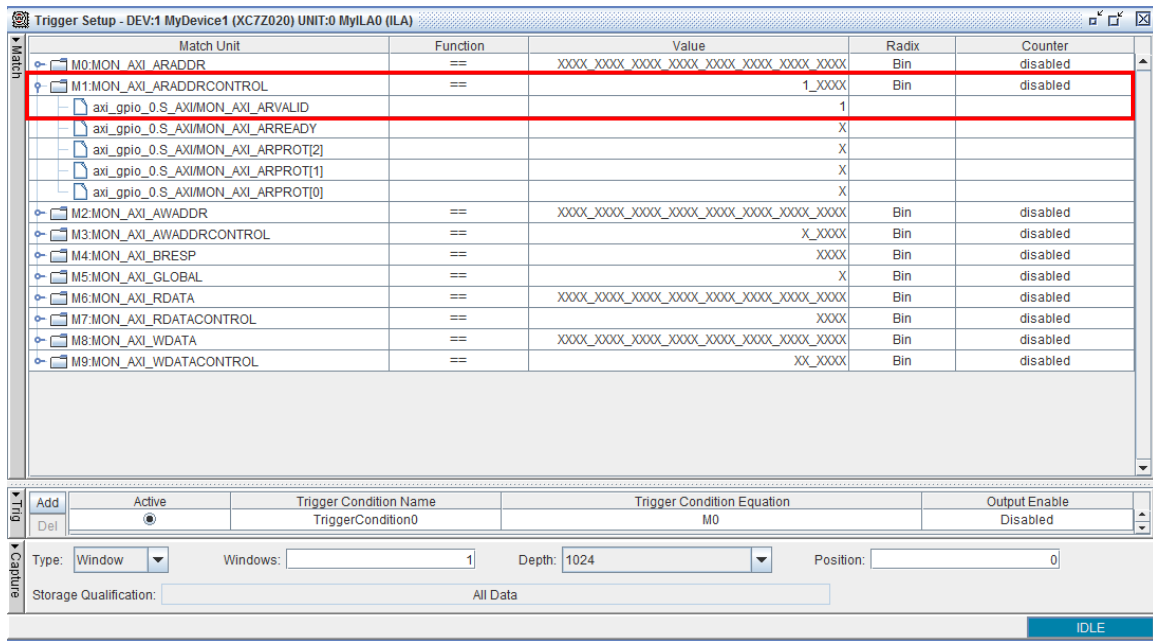 Trigger Setup - DEV:1 MyDevice1 (XC7Z020) UNIT:0 MyILA0 (ILA)
Match
Match Unit Function Value Radix Counter
M0:MON_AXI_ARADDR == XXXX_XXXX_XXXX_XXXX_XXXX_XXXX_XXXX_XXXX Bin disabled
M1:MON_AXI_ARADDRCONTROL == 1_XXXX Bin disabled
axi_gpio_0.S_AXI/MON_AXI_ARVALID 1
axi_gpio_0.S_AXI/MON_AXI_ARREADY X
axi_gpio_0.S_AXI/MON_AXI_ARPROT[2] X
axi_gpio_0.S_AXI/MON_AXI_ARPROT[1] X
axi_gpio_0.S_AXI/MON_AXI_ARPROT[0] X
M2:MON_AXI_AWADDR == XXXX_XXXX_XXXX_XXXX_XXXX_XXXX_XXXX_XXXX Bin disabled
M3:MON_AXI_AWADDRCONTROL == X_XXXX Bin disabled
M4:MON_AXI_BRESP == XXXX Bin disabled
M5:MON_AXI_GLOBAL == X Bin disabled
M6:MON_AXI_RDATA == XXXX_XXXX_XXXX_XXXX_XXXX_XXXX_XXXX_XXXX Bin disabled
M7:MON_AXI_RDATACONTROL == XXXX Bin disabled
M8:MON_AXI_WDATA == XXXX_XXXX_XXXX_XXXX_XXXX_XXXX_XXXX_XXXX Bin disabled
M9:MON_AXI_WDATACONTROL == XX_XXXX Bin disabled
Trig
Add Active Trigger Condition Name Trigger Condition Equation Output Enable
Del TriggerCondition0 M0 Disabled
Capture
Type: Window Windows: 1 Depth: 1024 Position: 0
Storage Qualification: All Data
IDLE